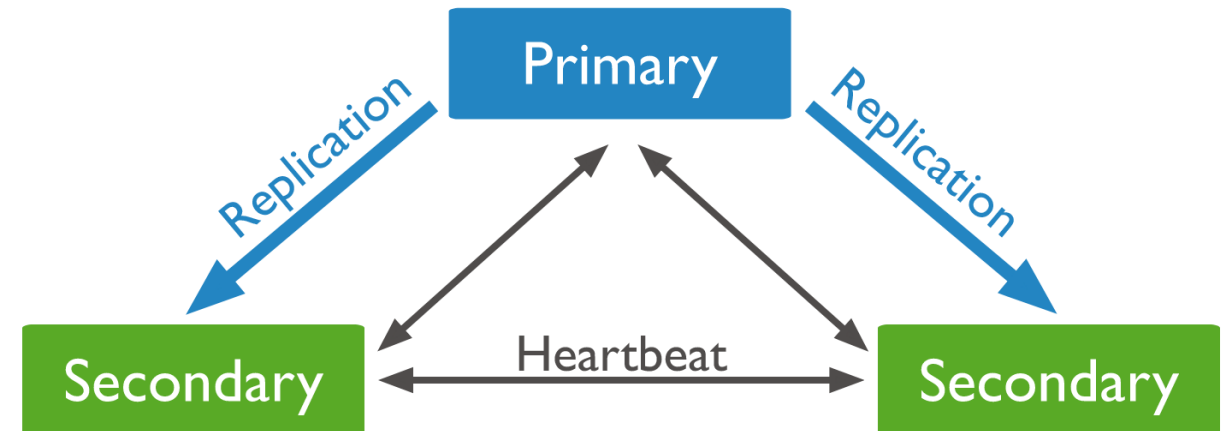 Primary
Replication
Replication
Heartbeat
Secondary
Secondary